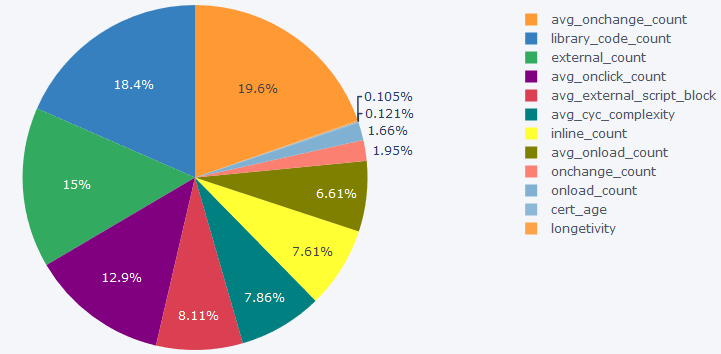 19.6%
18.4%
15%
12.9%
8.11%
7.86%
7.61%
6.61%
1.95%
1.66%
0.121%
0.105%
avg_onchange_count
library_code_count
external_count
avg_onclick_count
avg_external_script_block
avg_cyc_complexity
inline_count
avg_onload_count
onchange_count
onload_count
cert_age
longetivity